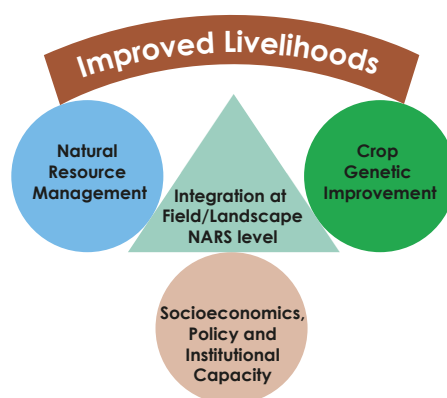 Improved Livelihoods
Natural
Resource
Management
Crop
Genetic
Improvement
Integration at
Field/Landscape
NARS level
Socioeconomics,
Policy and
Institutional
Capacity